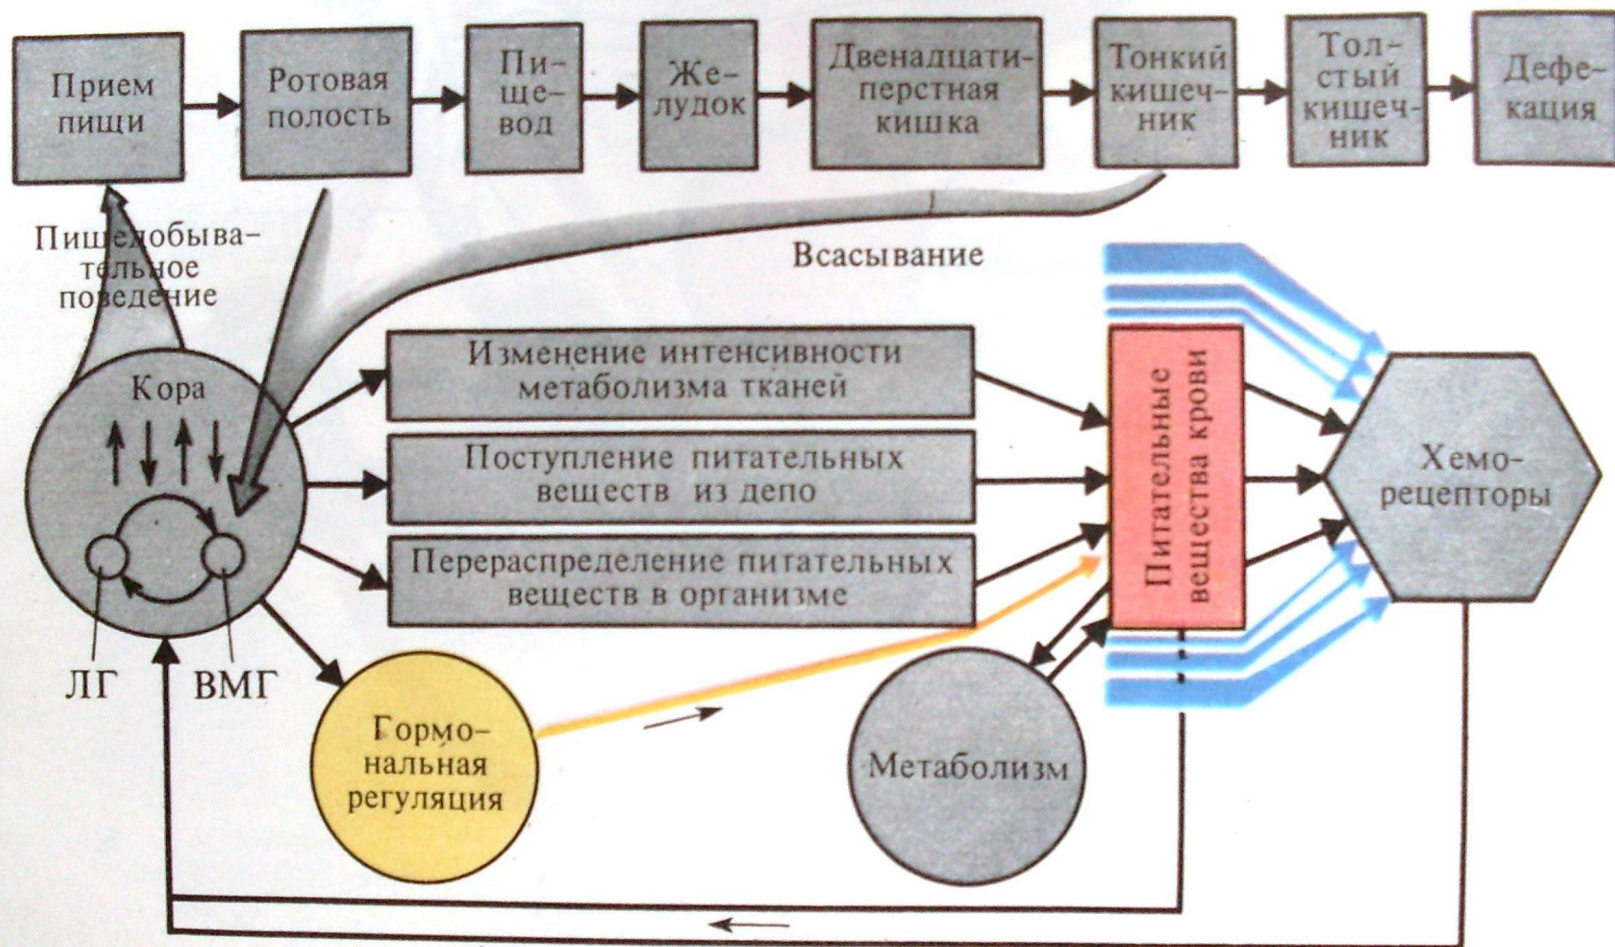 Прием
пищи
Ротовая
полость
Пи-
ще-
вод
Же-
лудок
Двенадцати-
перстная
кишка
Тонкий
кишеч-
ник
Тол-
стый
кишеч-
ник
Дефе-
кация
Пищедобыва-
тельное
поведение
Всасывание
Кора
ЛГ
ВМГ
Изменение интенсивности
метаболизма тканей
Поступление питательных
веществ из депо
Перераспределение питательных
веществ в организме
Питательные
вещества крови
Хемо-
рецепторы
Гормо-
нальная
регуляция
Метаболизм